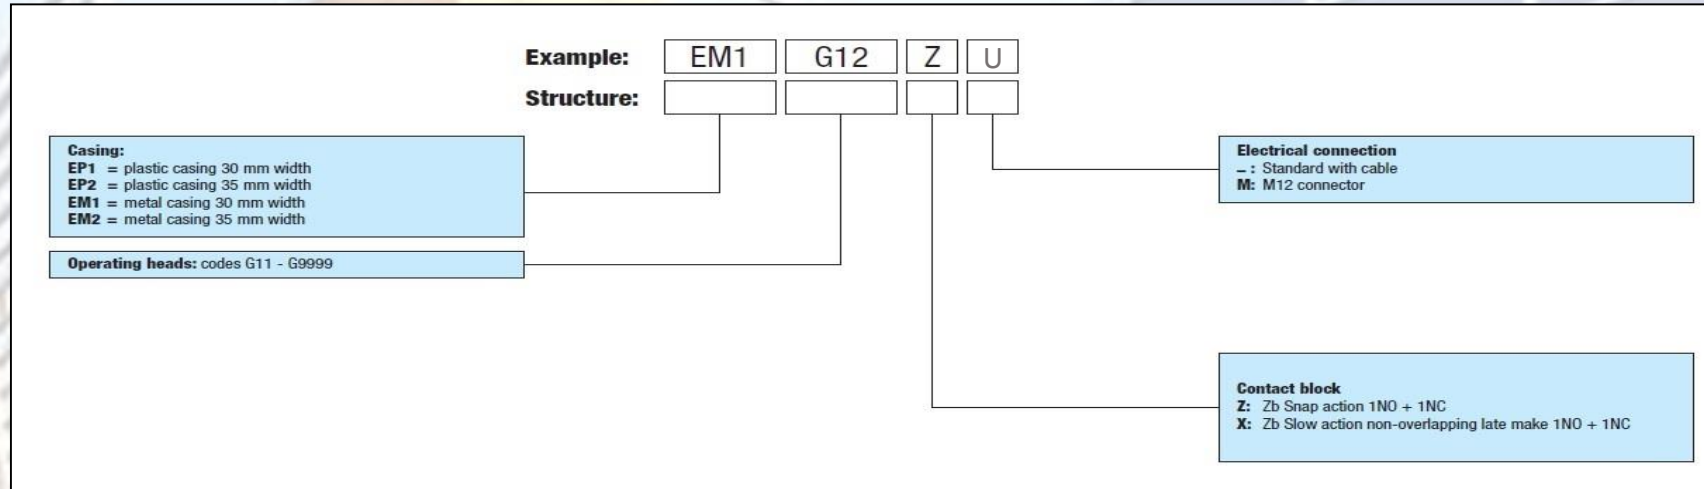 Example: EM1 G12 Z U
Structure:
Casing:
EP1 = plastic casing 30 mm width
EP2 = plastic casing 35 mm width
EM1 = metal casing 30 mm width
EM2 = metal casing 35 mm width
Operating heads: codes G11 - G9999
Electrical connection
– : Standard with cable
M: M12 connector
Contact block
Z: Zb Snap action 1NO + 1NC
X: Zb Slow action non-overlapping late make 1NO + 1NC